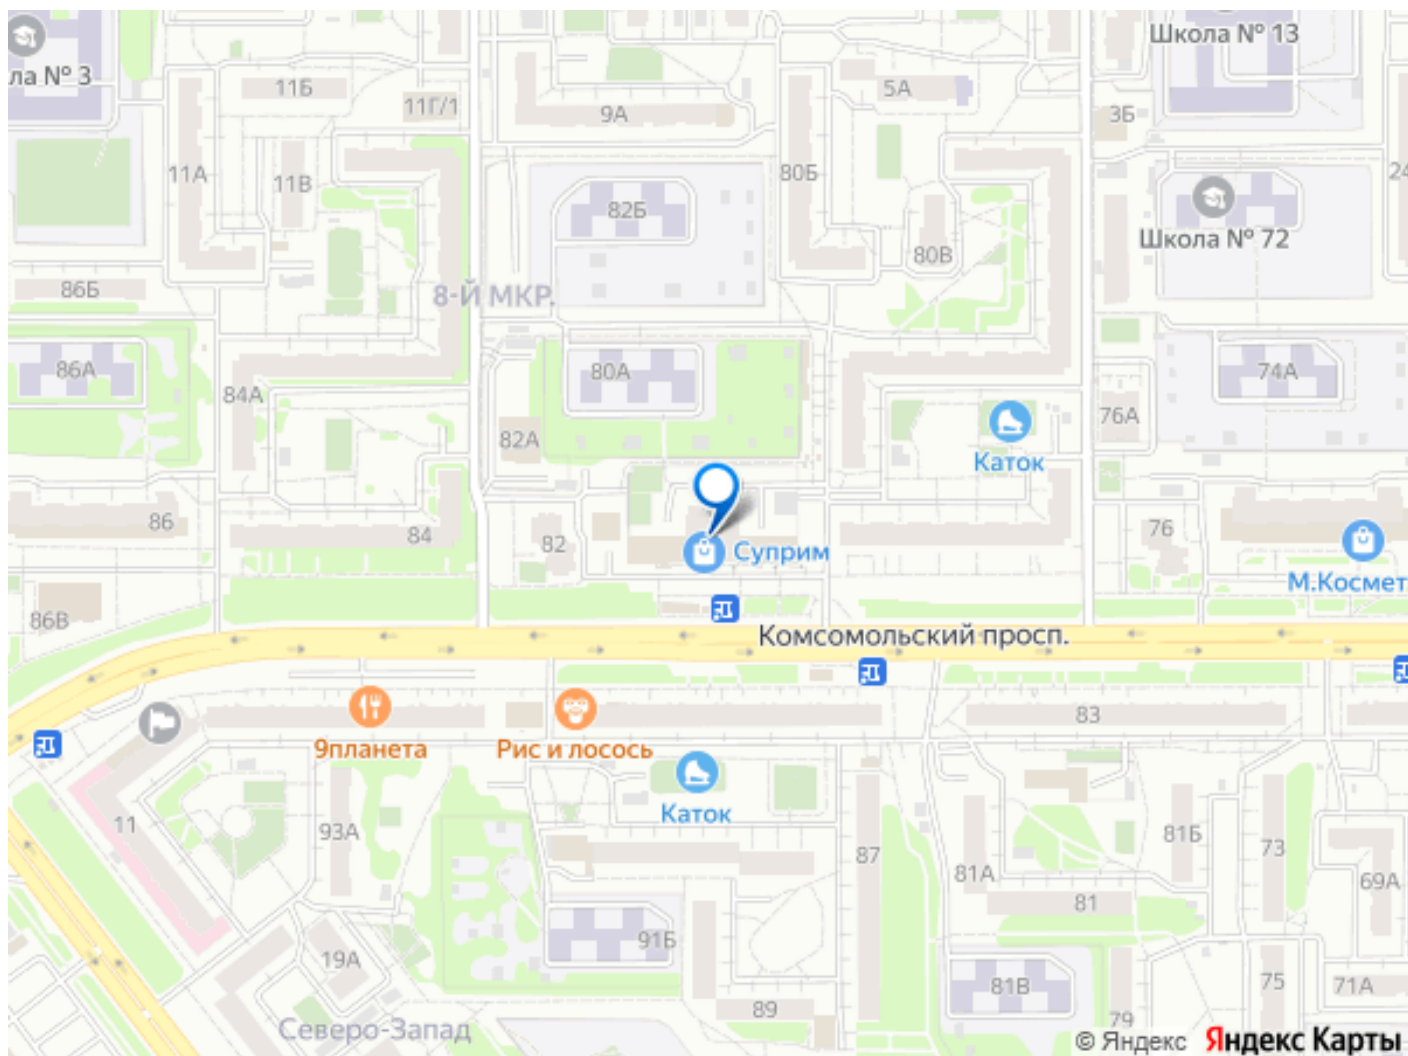 Школа № 13
ла № 3
11Б
5А
11Г/1
9А
3Б
11А
11В
80Б
24
82Б
Школа № 72
80В
86Б
8-Й МКР.
86А
80А
74А
84А
76А
82А
Каток
86
84
82
76
Суприм
М.Космет
86В
Комсомольский просп.
83
9планета
Рис и лосось
Каток
11
93А
81Б
73
87
81А
69А
81
91Б
19А
75
71А
81В
89
79
Северо-Запад
© Яндекс Яндекс Карты